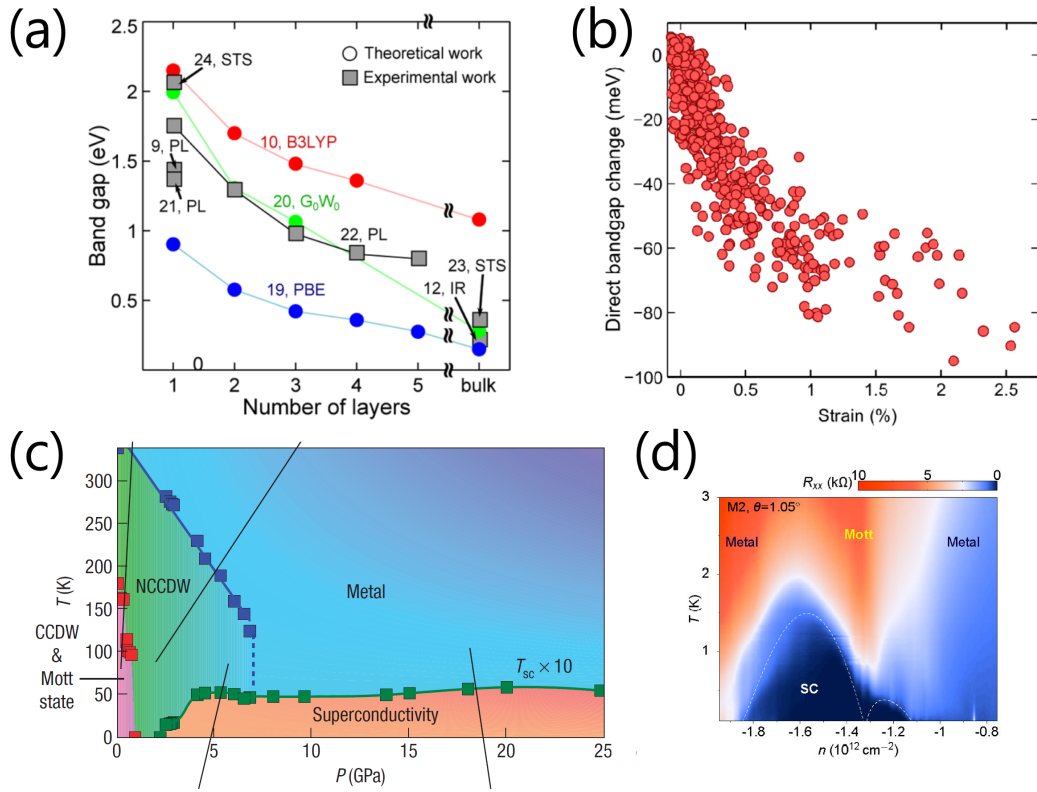 (a)
2.5
2
1.5
1
0.5
Band gap (eV)
Theoretical work
Experimental work
24, STS
9, PL
21, PL
10, B3LYP
20, G₀W₀
22, PL
23, STS
12, IR
19, PBE
0
1 2 3 4 5 bulk
Number of layers
(b)
0
−20
−40
−60
−80
−100
Direct bandgap change (meV)
0 0.5 1 1.5 2 2.5
Strain (%)
(c)
300
250
200
150
100
50
0
T (K)
CCDW
&
Mott
state
NCCDW
Metal
Tsc × 10
Superconductivity
0 5 10 15 20 25
P (GPa)
(d)
Rxx (kΩ) 10 5 0
M2, θ=1.05°
Metal
Mott
Metal
SC
3
2
1
T (K)
-1.8 -1.6 -1.4 -1.2 -1 -0.8
n (10¹² cm⁻²)